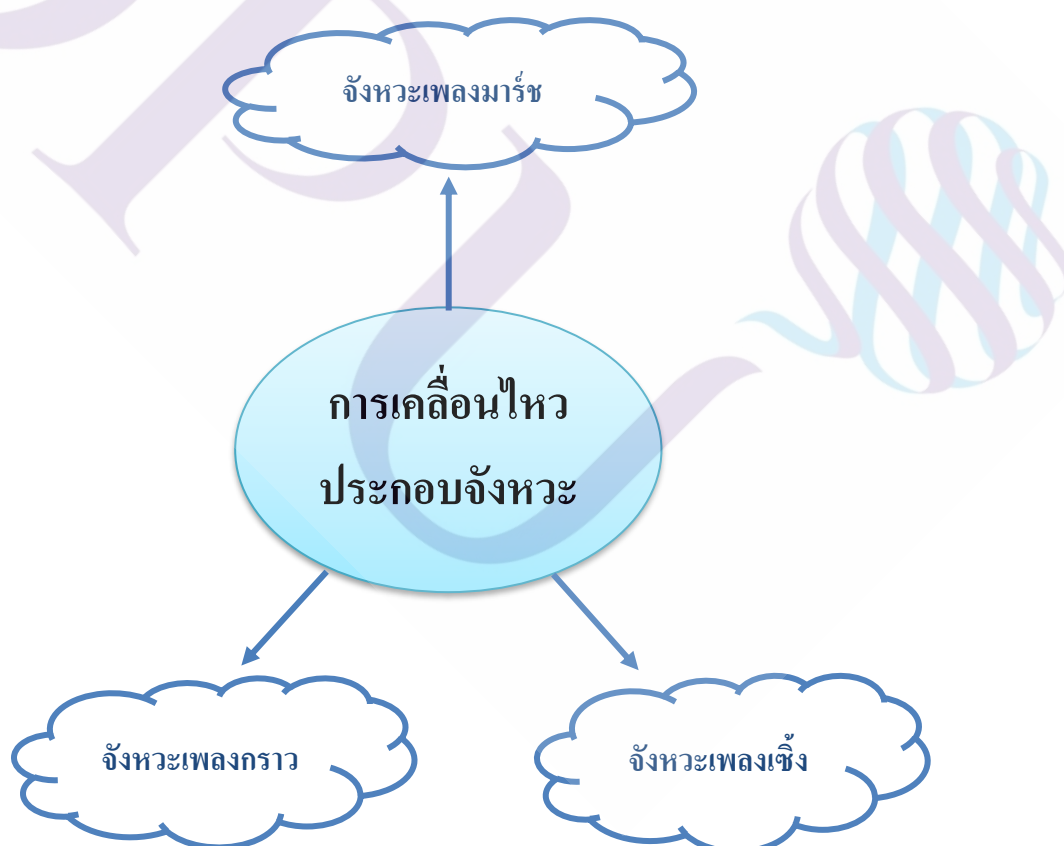 จังหวะเพลงมาร์ช
การเคลื่อนไหว
ประกอบจังหวะ
จังหวะเพลงกราว
จังหวะเพลงเซิ้ง